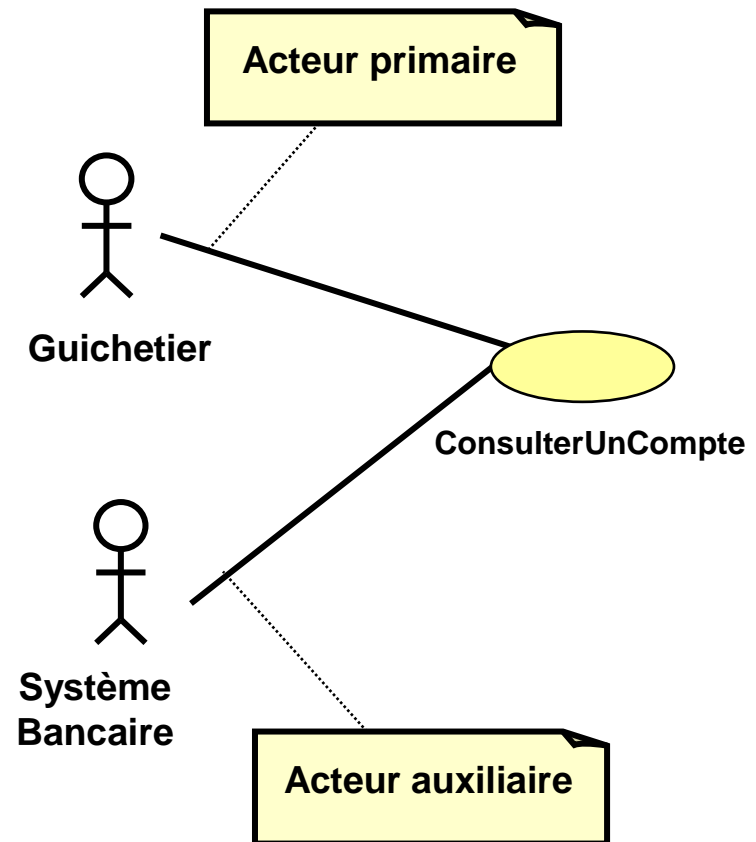 Acteur primaire
Guichetier
ConsulterUnCompte
Système
Bancaire
Acteur auxiliaire